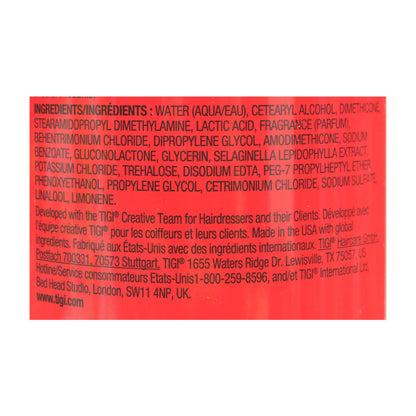 INGREDIENTS/INGRÉDIENTS : WATER (AQUA/EAU), CETEARYL ALCOHOL, DIMETHICONE,
STEARAMIDOPROPYL DIMETHYLAMINE, LACTIC ACID, FRAGRANCE (PARFUM),
BEHENTRIMONIUM CHLORIDE, DIPROPYLENE GLYCOL, AMODIMETHICONE, SODIUM
BENZOATE, GLUCONOLACTONE, GLYCERIN, SELAGINELLA LEPIDOPHYLLA EXTRACT,
POTASSIUM CHLORIDE, TREHALOSE, DISODIUM EDTA, PEG-7 PROPYLHEPTYL ETHER,
PHENOXYETHANOL, PROPYLENE GLYCOL, CETRIMONIUM CHLORIDE, SODIUM SULFATE,
LINALOOL, LIMONENE.
Developed with the TIGI® Creative Team for Hairdressers and their Clients. Développé avec
l'équipe créative TIGI® pour les coiffeurs et leurs clients. Made in the USA with global
ingredients. Fabriqué aux États-Unis avec des ingrédients internationaux. TIGI® Haircare GmbH,
Postfach 700331, 70573 Stuttgart. TIGI® 1655 Waters Ridge Dr. Lewisville, TX 75057 US
Hotline/Service consommateurs Etats-Unis1-800-259-8596, and/et TIGI® International Ltd,
Bed Head Studio, London, SW11 4NP, UK.
www.tigi.com